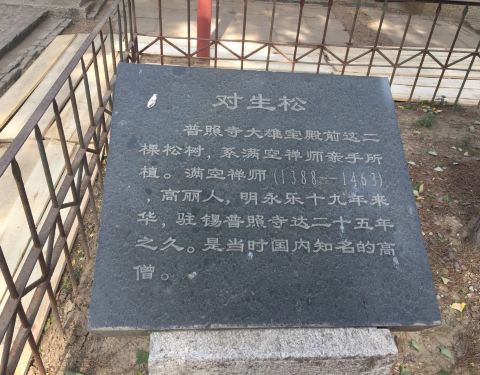 对生松
普照寺大雄宝殿前这二
棵松树，系满空禅师亲手所
植。满空禅师(1388—1463)
，高丽人，明永乐十九年来
华，驻锡普照寺达二十五年
之久。是当时国内知名的高
僧。